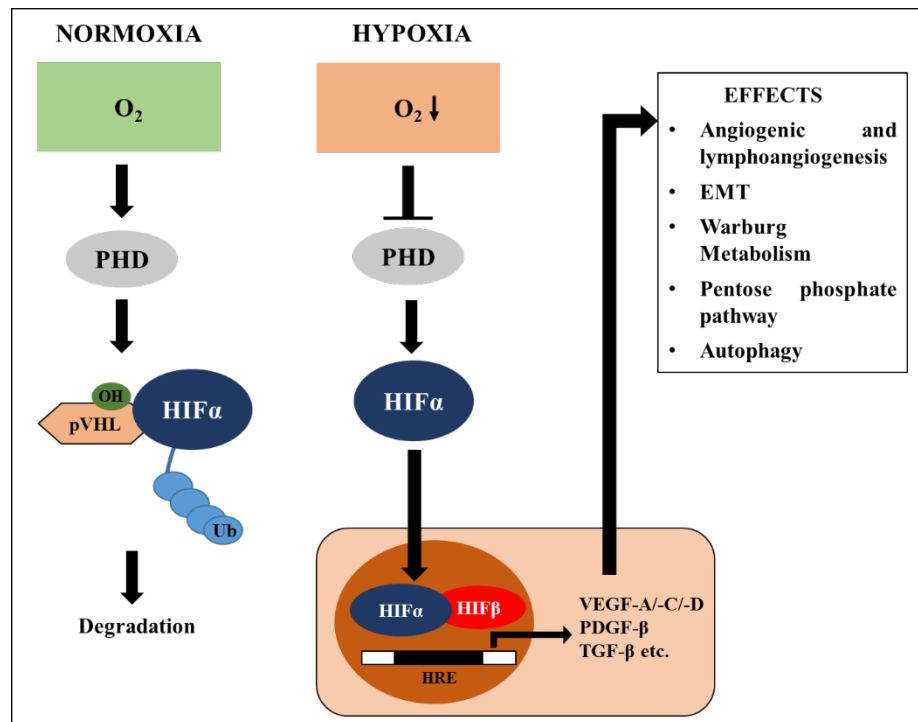 NORMOXIA
O₂
PHD
OH
pVHL
HIFα
Ub
Degradation
HYPOXIA
O₂
PHD
HIFα
HIFα
HIFβ
HRE
VEGF-A/-C/-D
PDGF-β
TGF-β etc.
EFFECTS
• Angiogenic and
lymphoangiogenesis
• EMT
• Warburg
Metabolism
• Pentose phosphate
pathway
• Autophagy